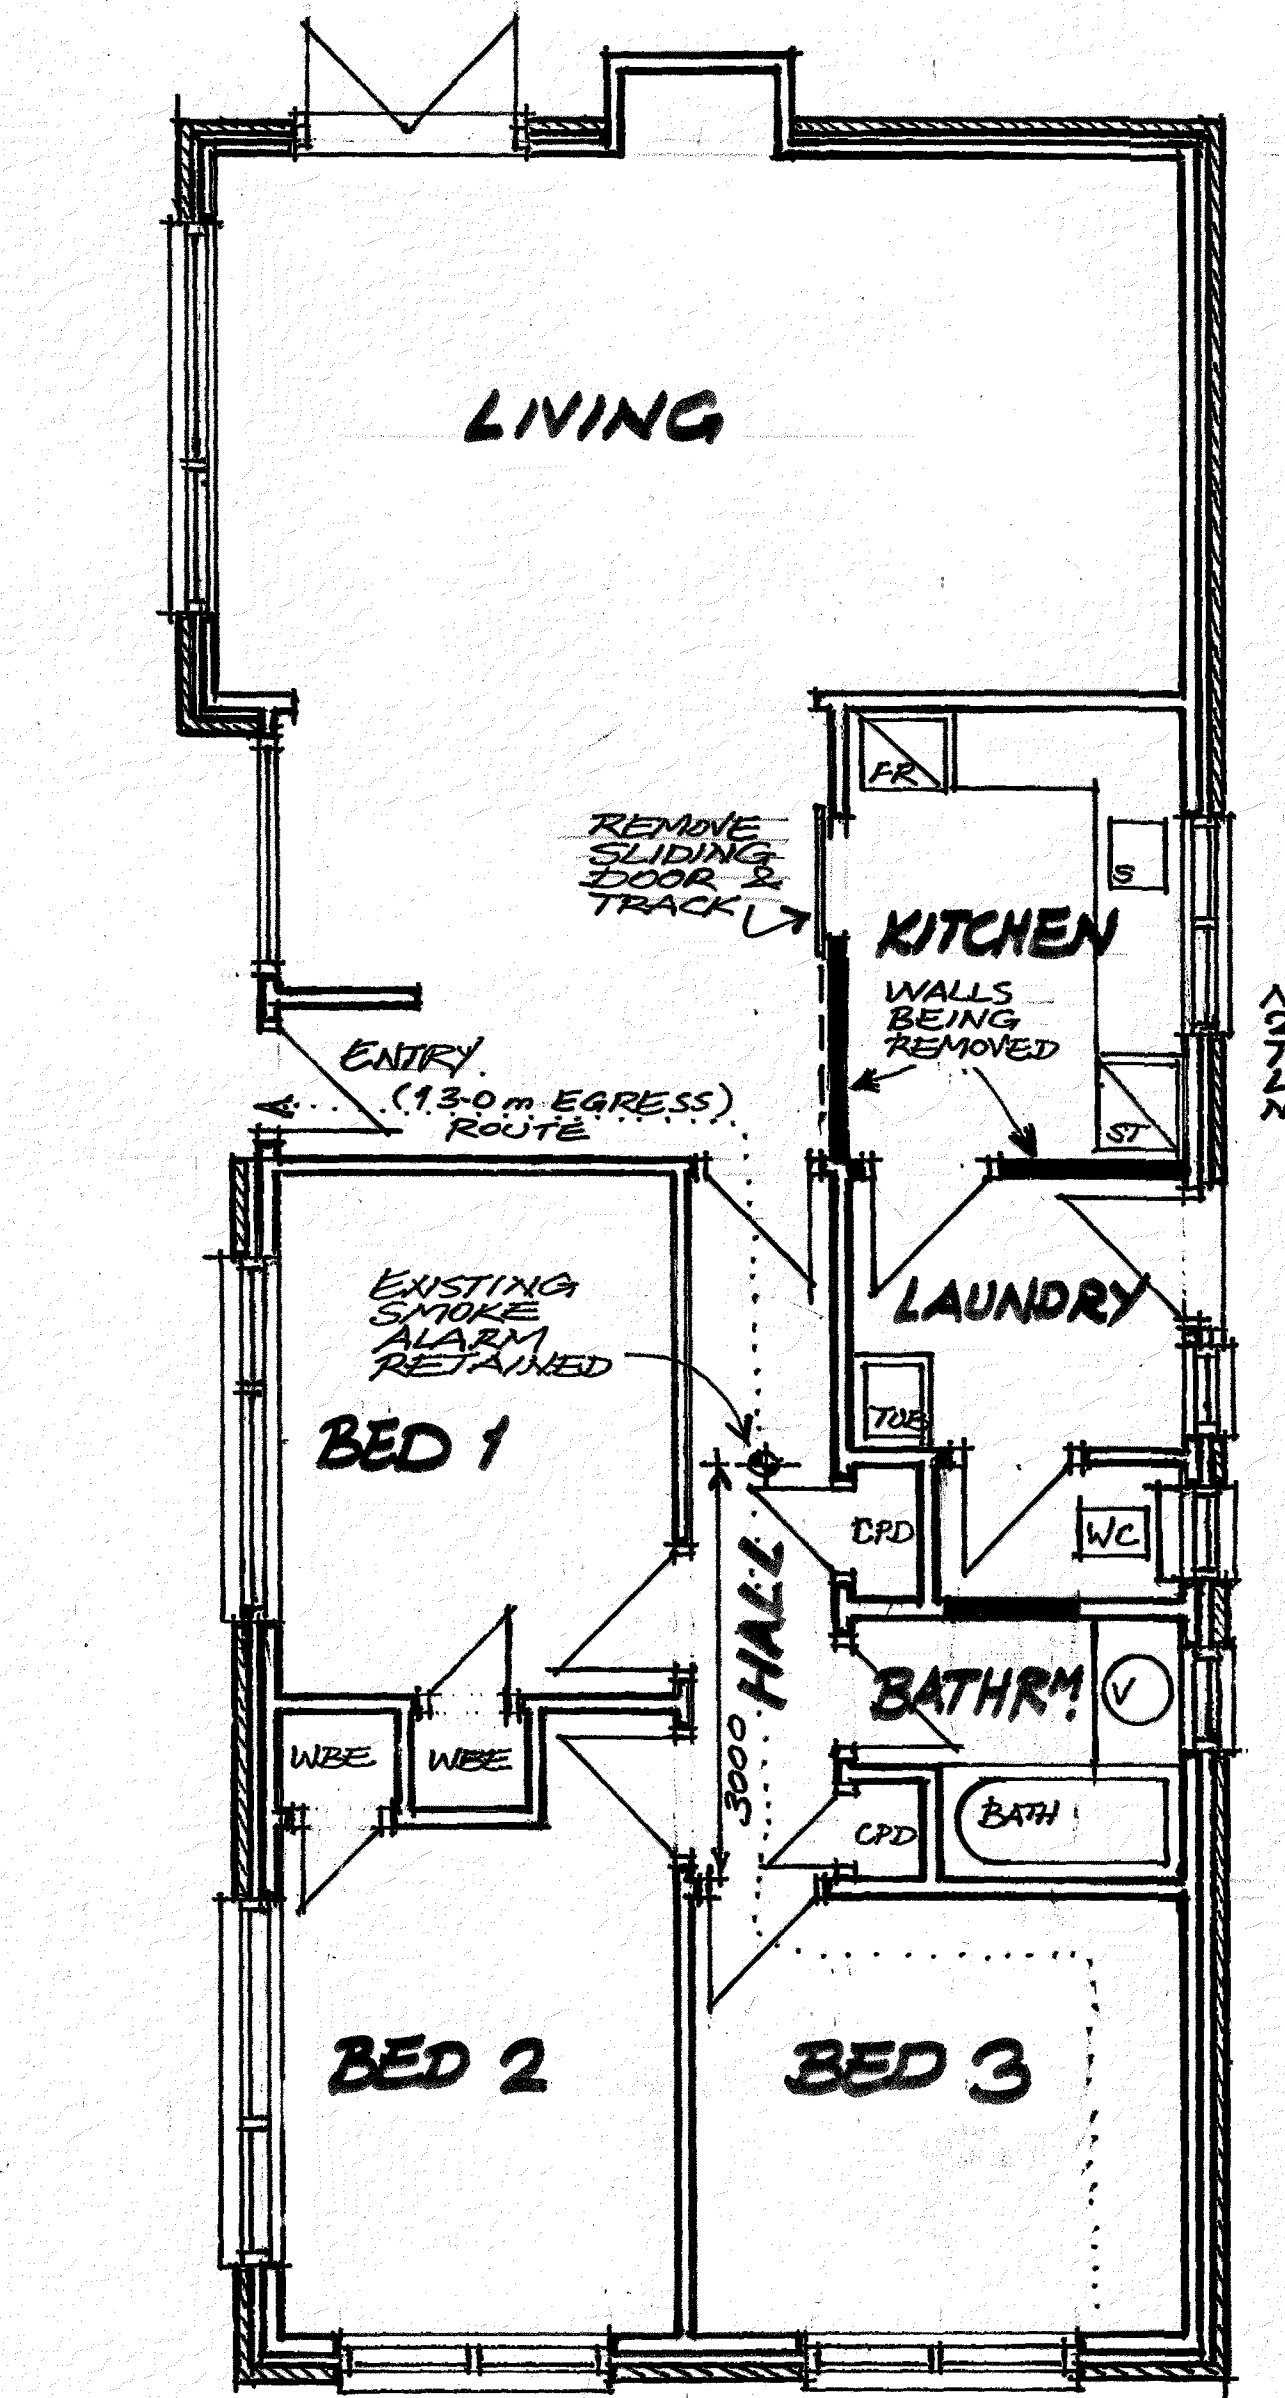 LIVING
FR
REMOVE
SLIDING
DOOR &
TRACK
S
KITCHEN
WALLS
BEING
REMOVED
ENTRY.
(13.0 m EGRESS)
ROUTE
ST
EXISTING
SMOKE
ALARM
RETAINED
LAUNDRY
TUB
BED 1
CPD
WC
HALL
3000
BATHRM.
V
WBE
WBE
BATH
CPD
BED 2
BED 3